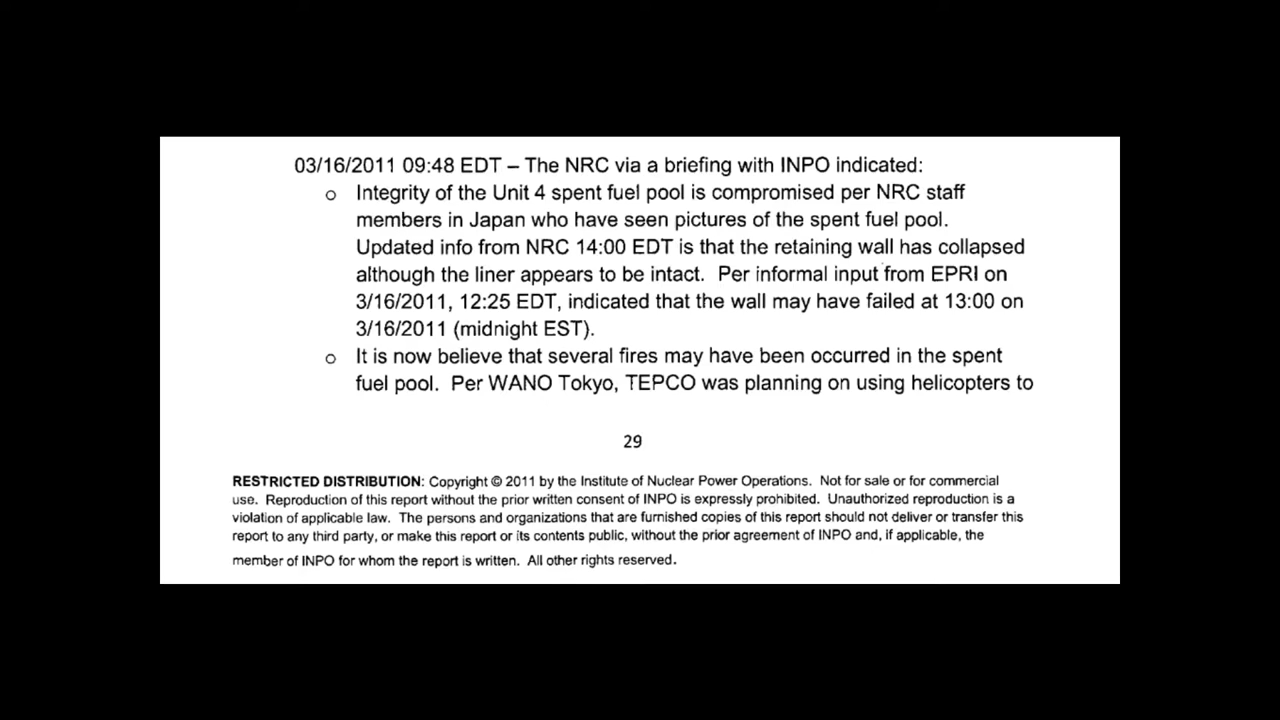 03/16/2011 09:48 EDT – The NRC via a briefing with INPO indicated:
o Integrity of the Unit 4 spent fuel pool is compromised per NRC staff
members in Japan who have seen pictures of the spent fuel pool.
Updated info from NRC 14:00 EDT is that the retaining wall has collapsed
although the liner appears to be intact. Per informal input from EPRI on
3/16/2011, 12:25 EDT, indicated that the wall may have failed at 13:00 on
3/16/2011 (midnight EST).
o It is now believe that several fires may have been occurred in the spent
fuel pool. Per WANO Tokyo, TEPCO was planning on using helicopters to
29
RESTRICTED DISTRIBUTION: Copyright © 2011 by the Institute of Nuclear Power Operations. Not for sale or for commercial
use. Reproduction of this report without the prior written consent of INPO is expressly prohibited. Unauthorized reproduction is a
violation of applicable law. The persons and organizations that are furnished copies of this report should not deliver or transfer this
report to any third party, or make this report or its contents public, without the prior agreement of INPO and, if applicable, the
member of INPO for whom the report is written. All other rights reserved.